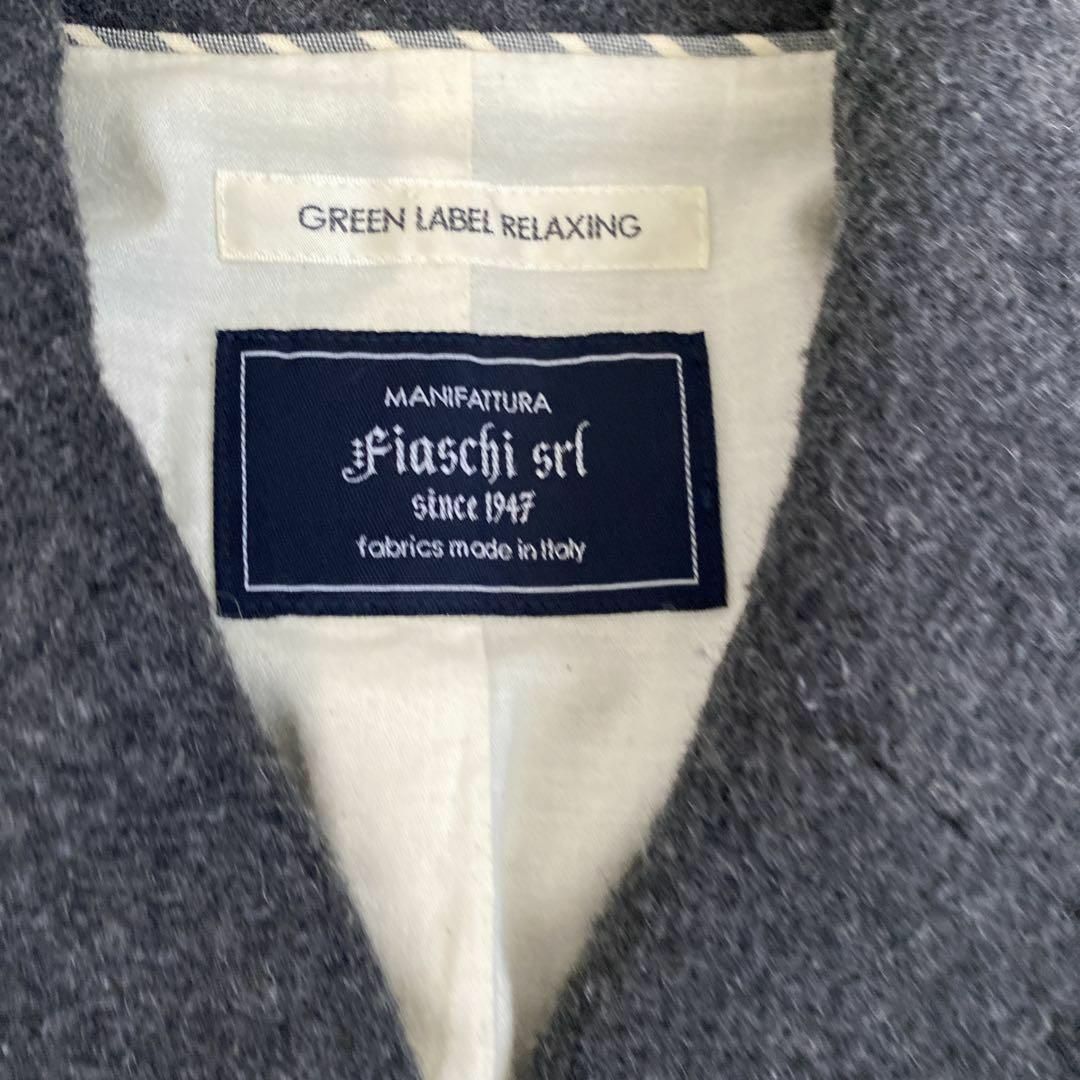 GREEN LABEL RELAXING
MANIFATTURA
Fiaschi srl
since 1947
fabrics made in Italy